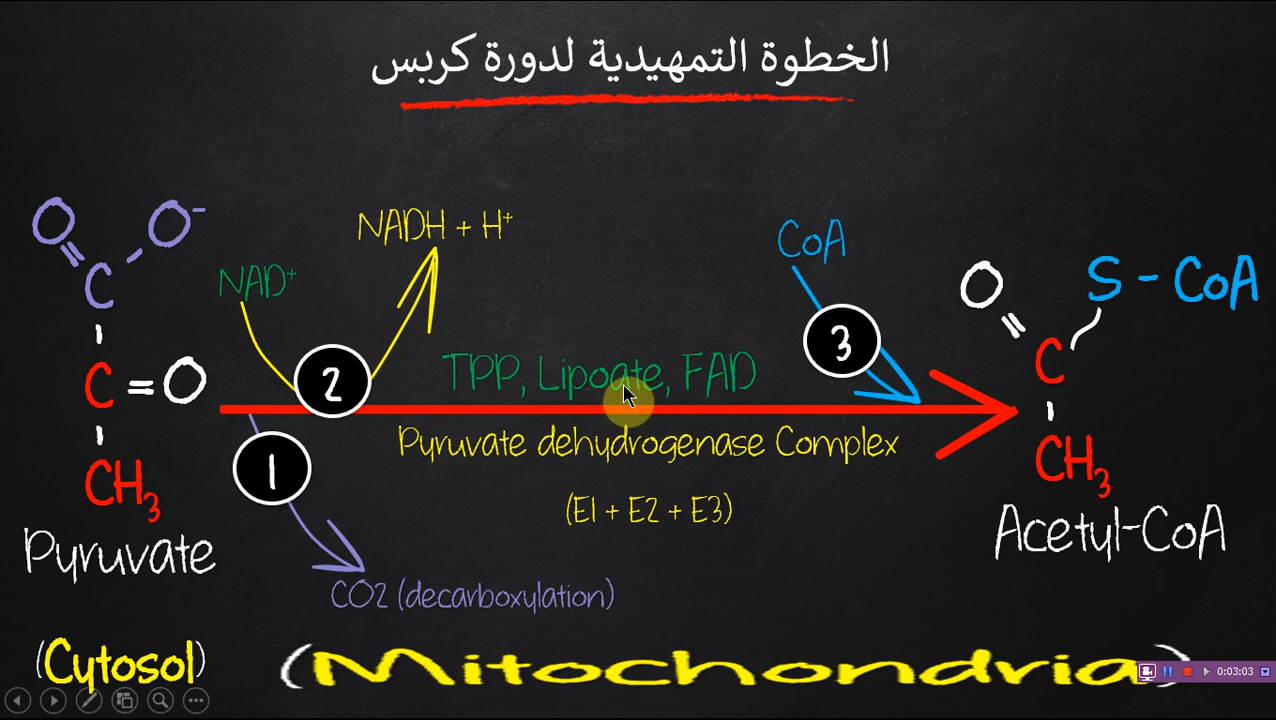 الخطوة التمهيدية لدورة كربس
O O-
C
NAD+
NADH + H+
CoA
O S - CoA
C
C = O
2
3
TPP, Lipoate, FAD
Pyruvate dehydrogenase Complex
1
CH3
CH3
(E1 + E2 + E3)
Pyruvate
Acetyl-CoA
CO2 (decarboxylation)
(Cytosol)
(Mitochondria)
0:03:03